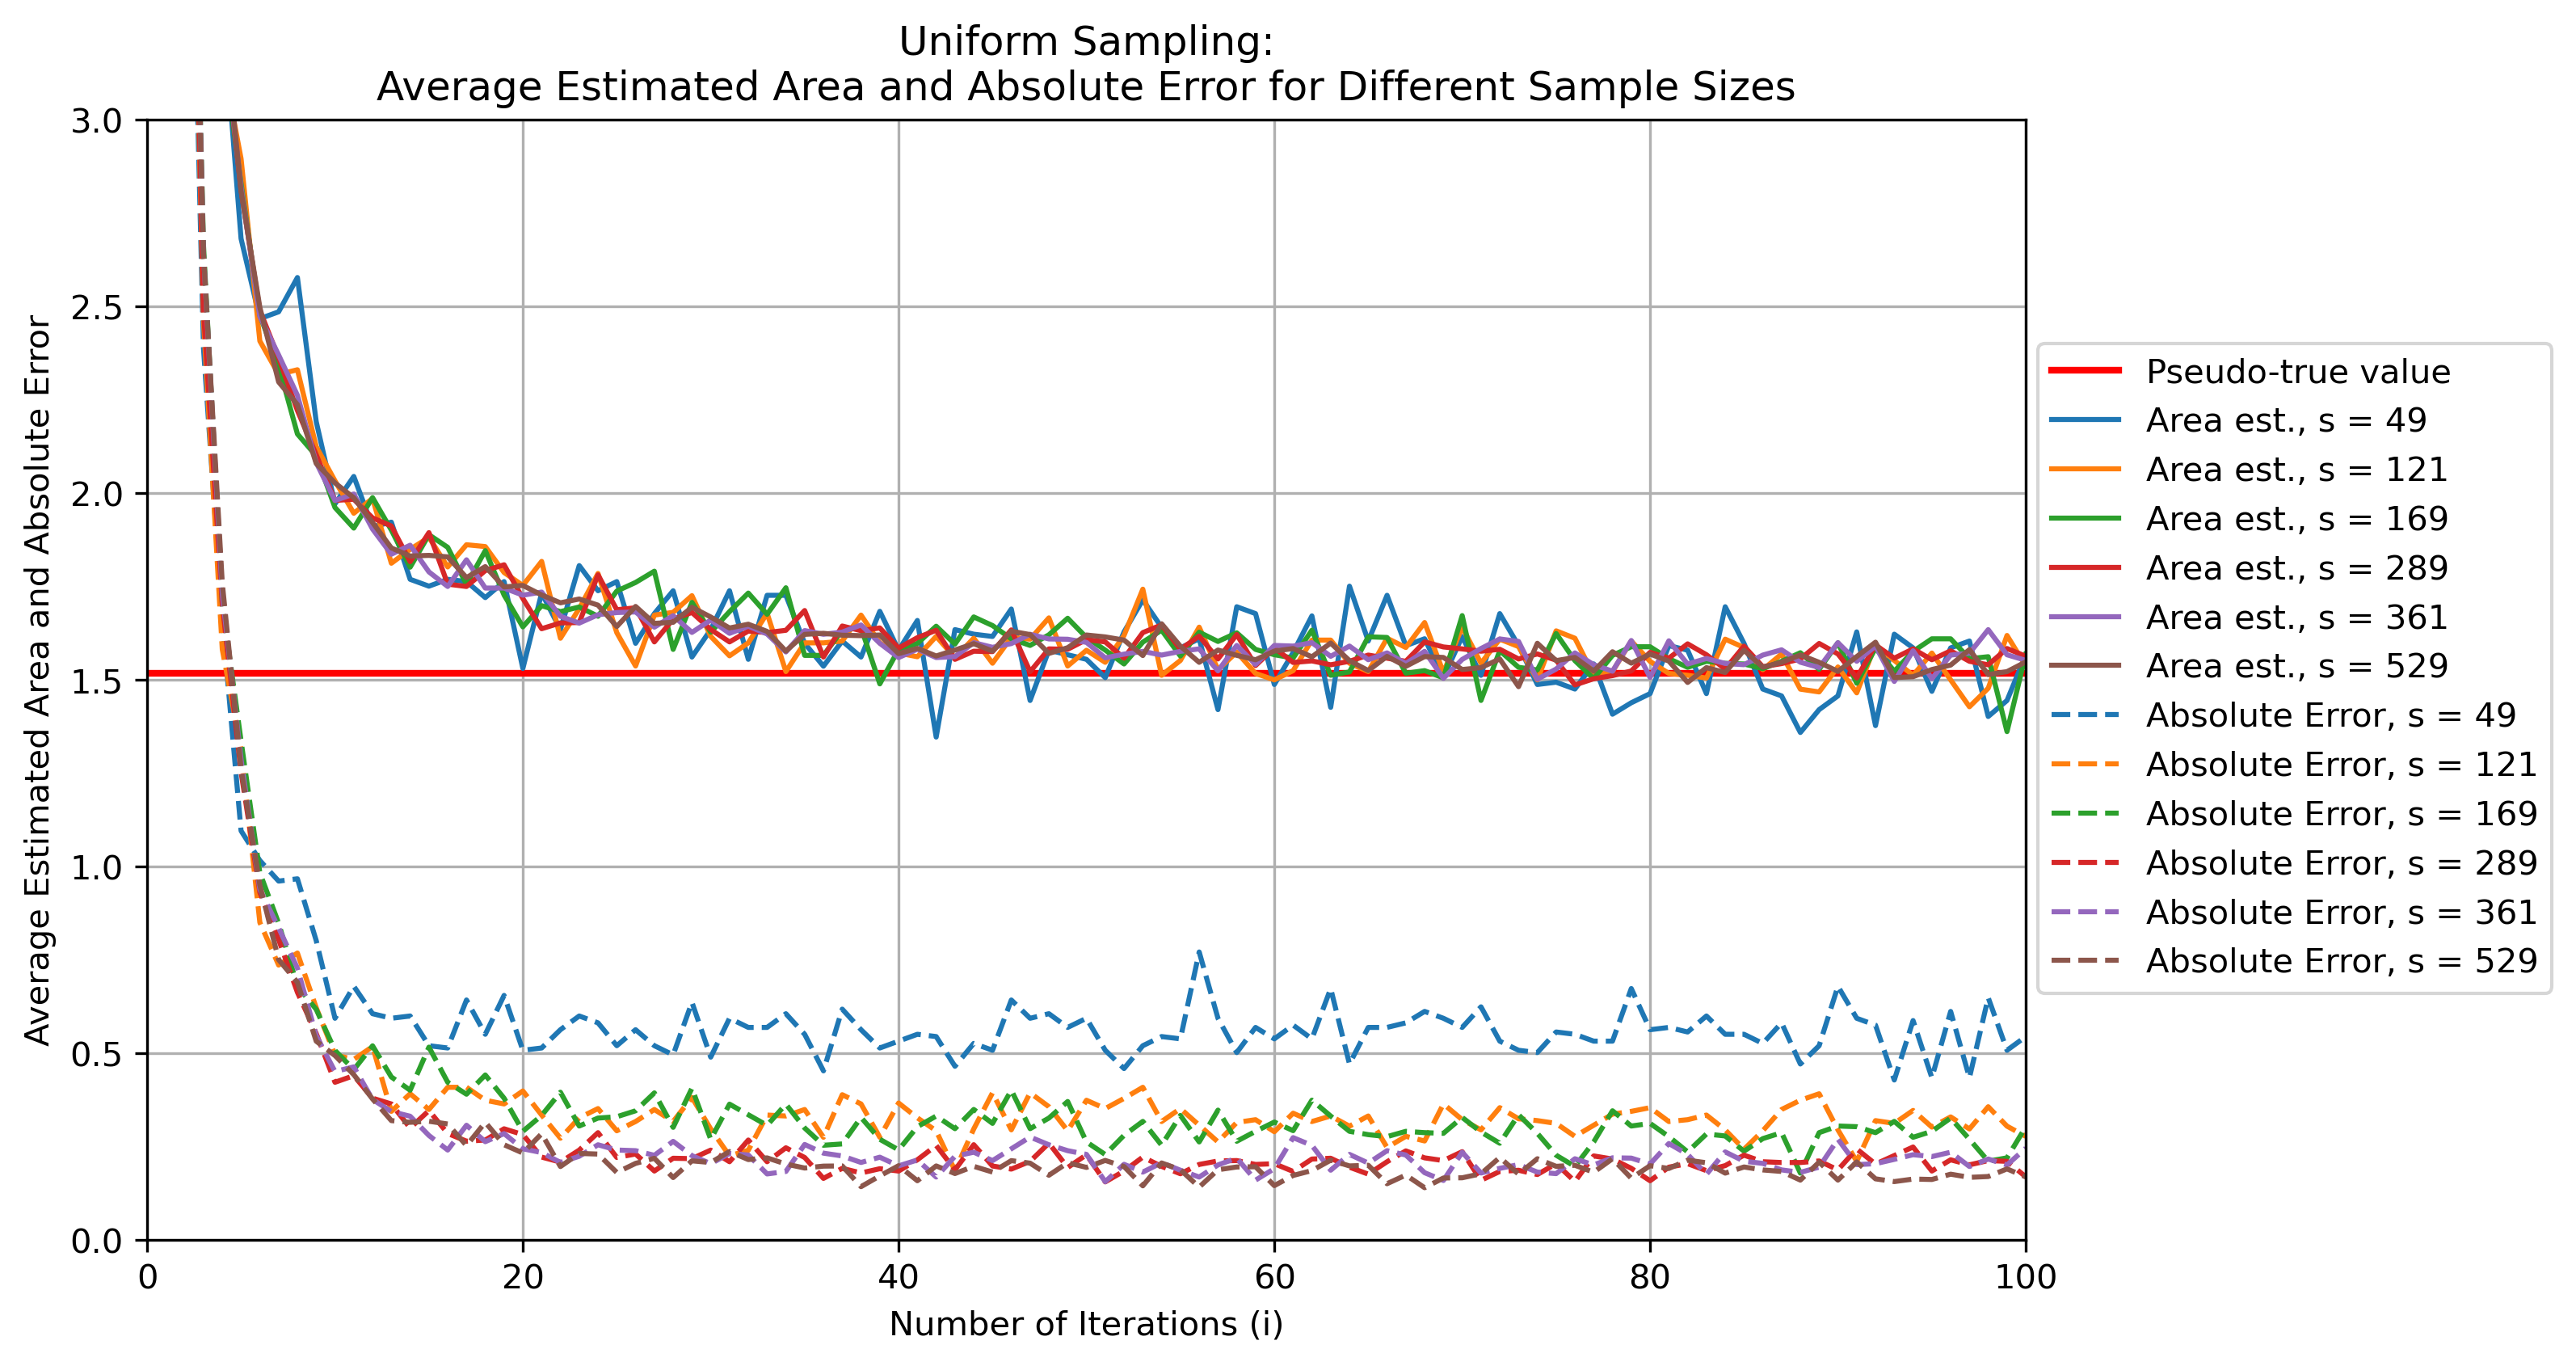 Uniform Sampling:
Average Estimated Area and Absolute Error for Different Sample Sizes
Average Estimated Area and Absolute Error
3.0
2.5
2.0
1.5
1.0
0.5
0.0
0
20
40
60
80
100
Number of Iterations (i)
Pseudo-true value
Area est., s = 49
Area est., s = 121
Area est., s = 169
Area est., s = 289
Area est., s = 361
Area est., s = 529
Absolute Error, s = 49
Absolute Error, s = 121
Absolute Error, s = 169
Absolute Error, s = 289
Absolute Error, s = 361
Absolute Error, s = 529